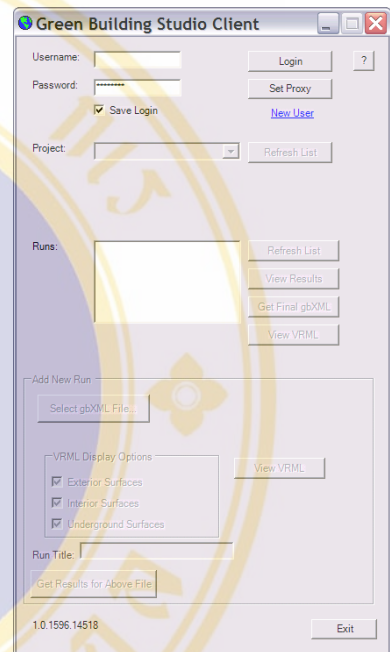 Green Building Studio Client
Username:
Login
?
Password:
********
Set Proxy
Save Login
New User
Project:
Refresh List
Runs:
Refresh List
View Results
Get Final gbXML
View VRML
Add New Run
Select gbXML File...
VRML Display Options
View VRML
Exterior Surfaces
Interior Surfaces
Underground Surfaces
Run Title:
Get Results for Above File
1.0.1596.14518
Exit